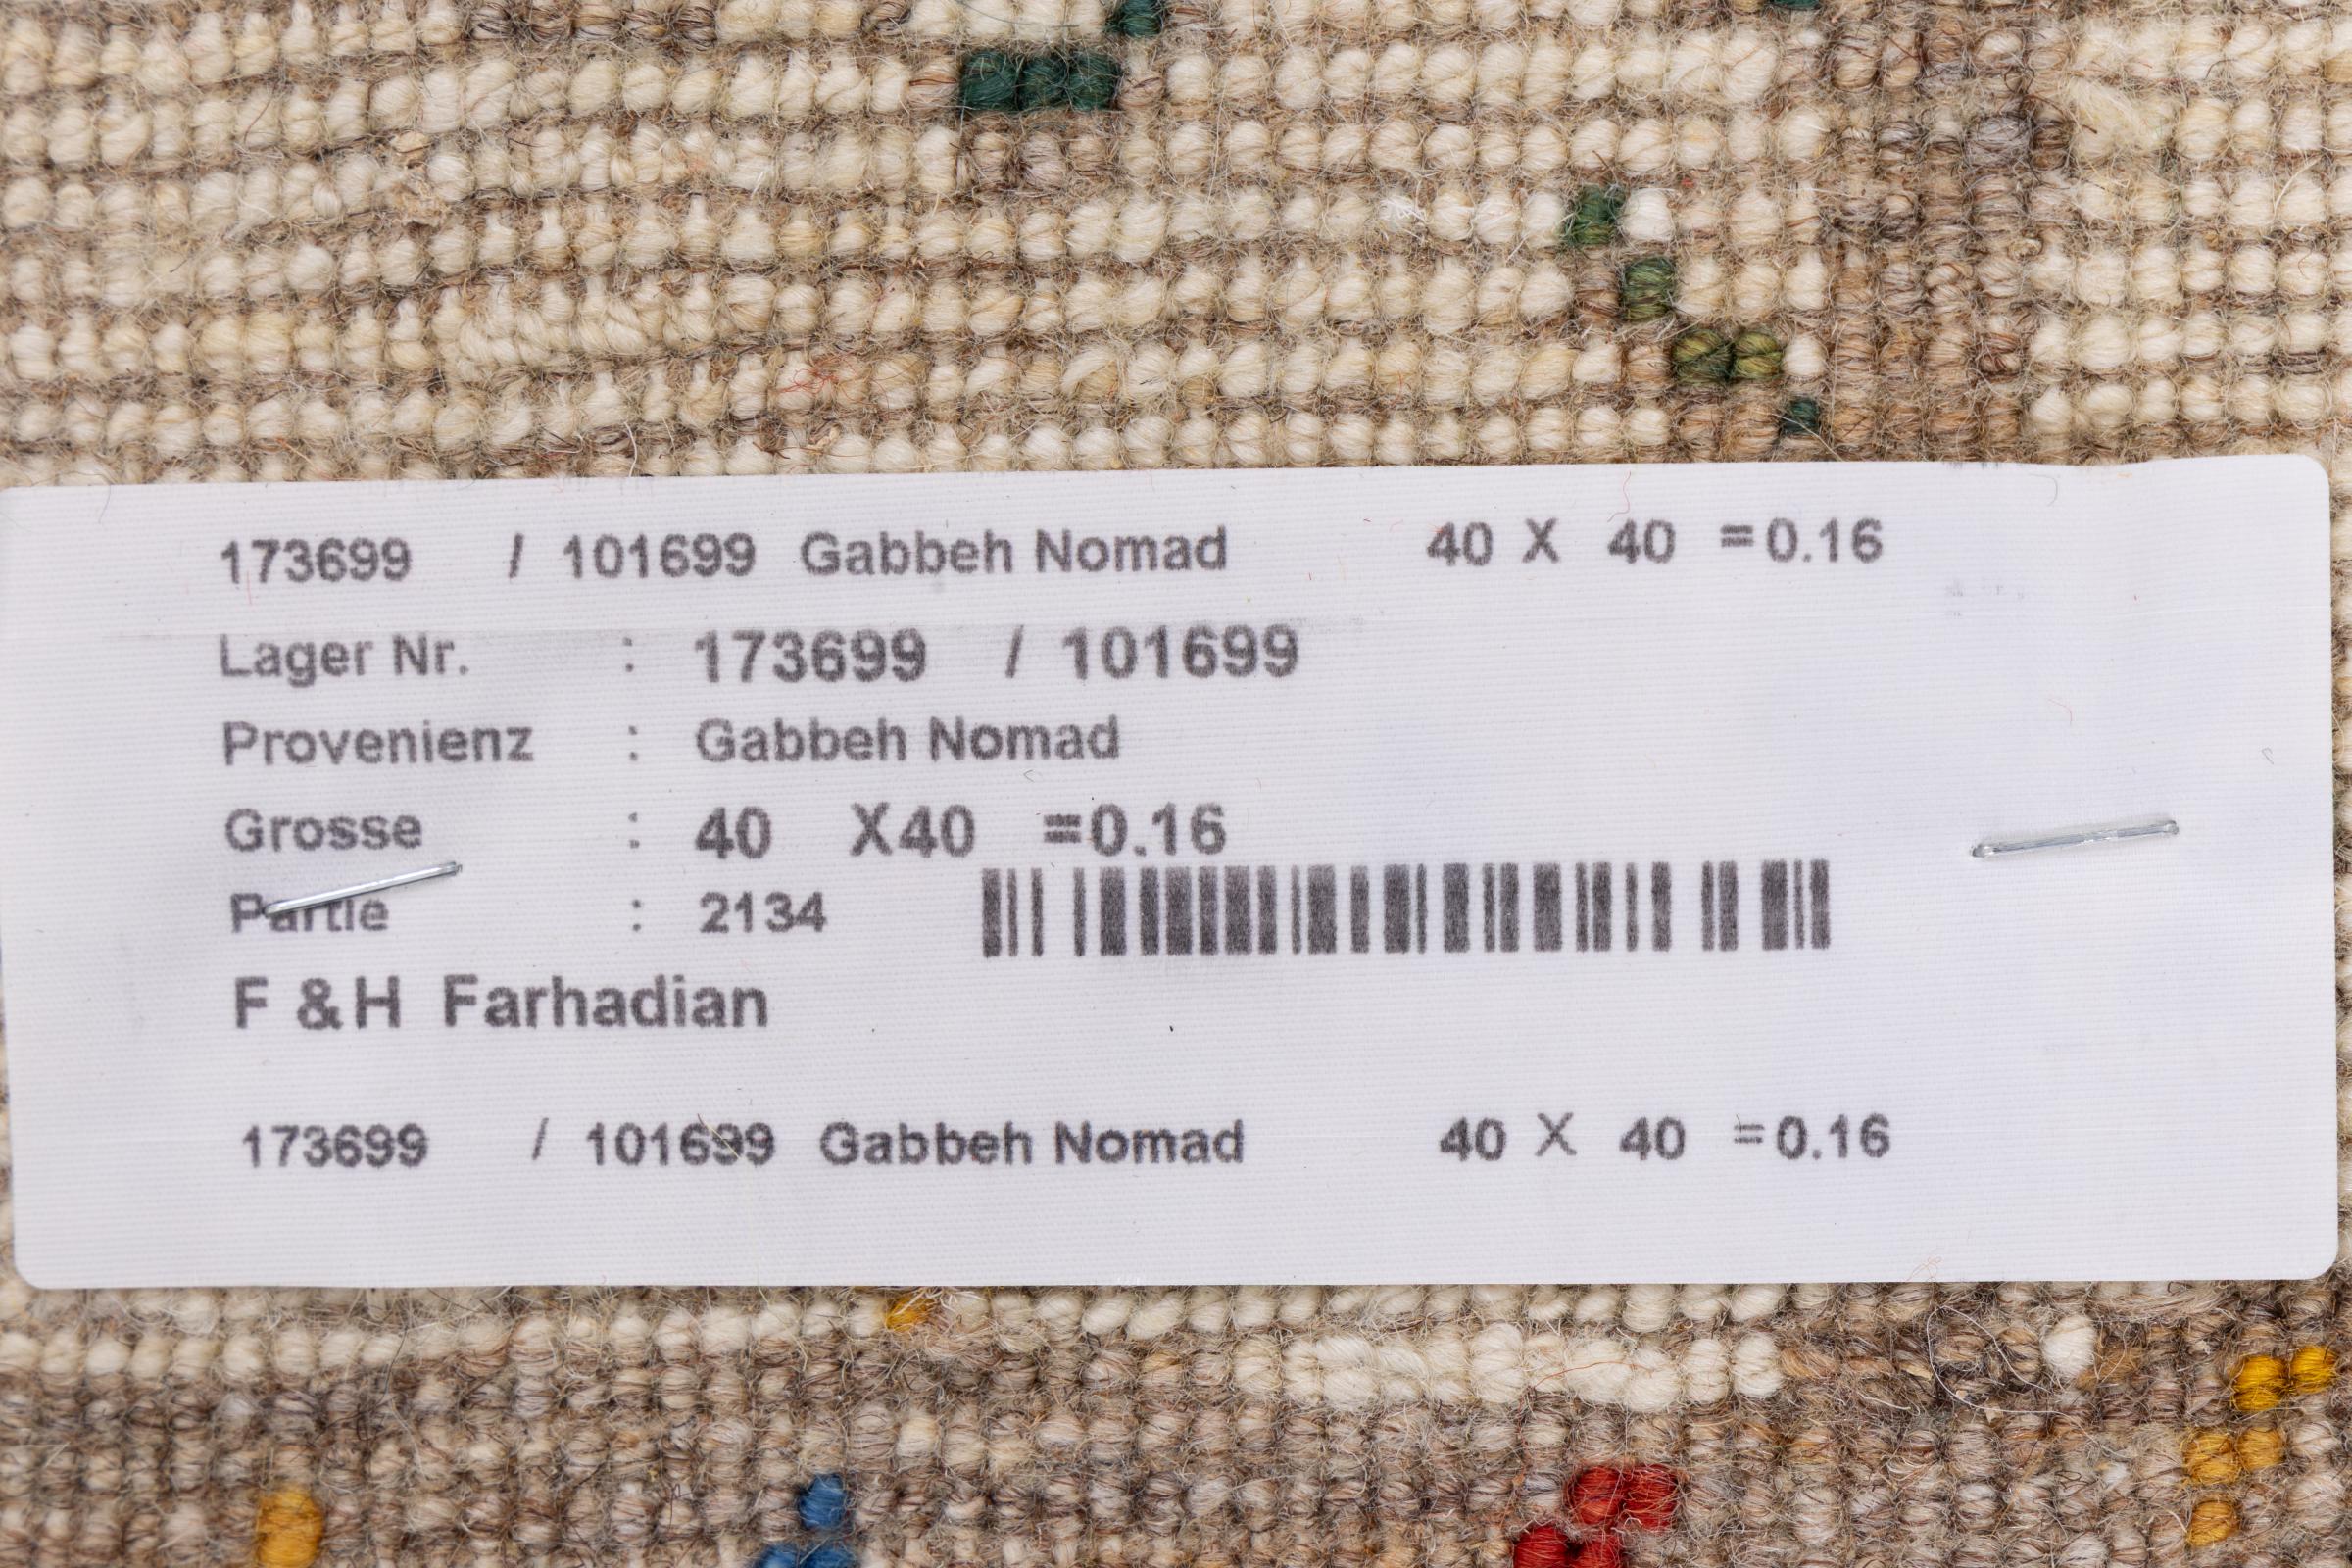 173699 / 101699 Gabbeh Nomad 40 X 40 =0.16
Lager Nr. : 173699 / 101699
Provenienz : Gabbeh Nomad
Grosse : 40 X40 =0.16
Partie : 2134
F & H Farhadian
173699 / 101699 Gabbeh Nomad 40 X 40 =0.16